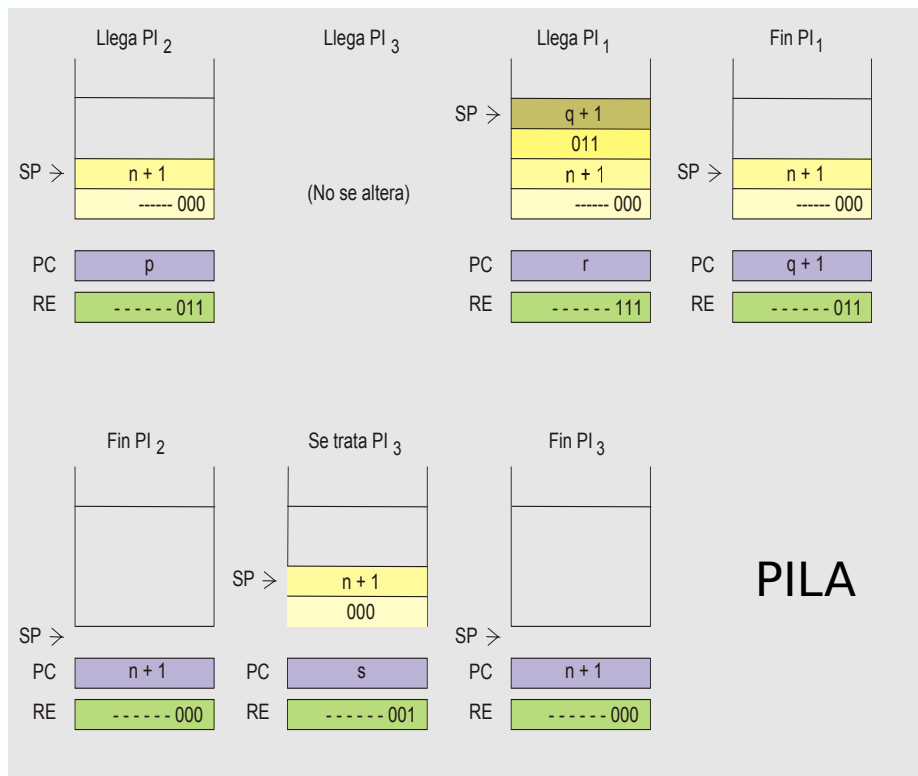 Llega PI 2
SP
n + 1
------ 000
PC
p
RE
- - - - - - 011
Llega PI 3
(No se altera)
Llega PI 1
SP
q + 1
011
n + 1
------ 000
PC
r
RE
- - - - - - 111
Fin PI 1
SP
n + 1
------ 000
PC
q + 1
RE
- - - - - - 011
Fin PI 2
SP
PC
n + 1
RE
- - - - - - 000
Se trata PI 3
SP
n + 1
000
PC
s
RE
- - - - - - 001
Fin PI 3
SP
PC
n + 1
RE
- - - - - - 000
PILA